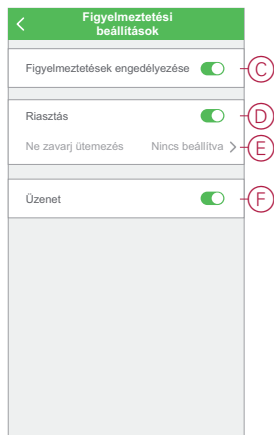 Figyelmeztetési
beállítások
Figyelmeztetések engedélyezése C
Riasztás D
Ne zavarj ütemezés Nincs beállítva E
Üzenet F